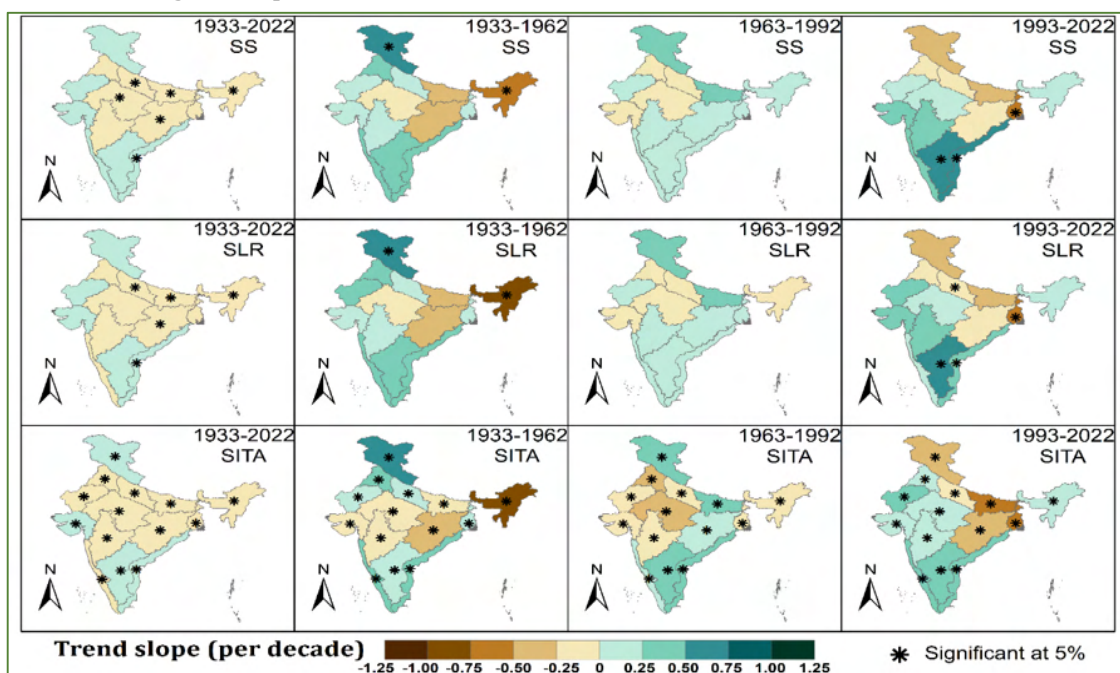 1933-2022
SS
N
1933-1962
SS
N
1963-1992
SS
N
1993-2022
SS
N
1933-2022
SLR
N
1933-1962
SLR
N
1963-1992
SLR
N
1993-2022
SLR
N
1933-2022
SITA
N
1933-1962
SITA
N
1963-1992
SITA
N
1993-2022
SITA
N
Trend slope (per decade)
-1.25 -1.00 -0.75 -0.50 -0.25 0 0.25 0.50 0.75 1.00 1.25
Significant at 5%